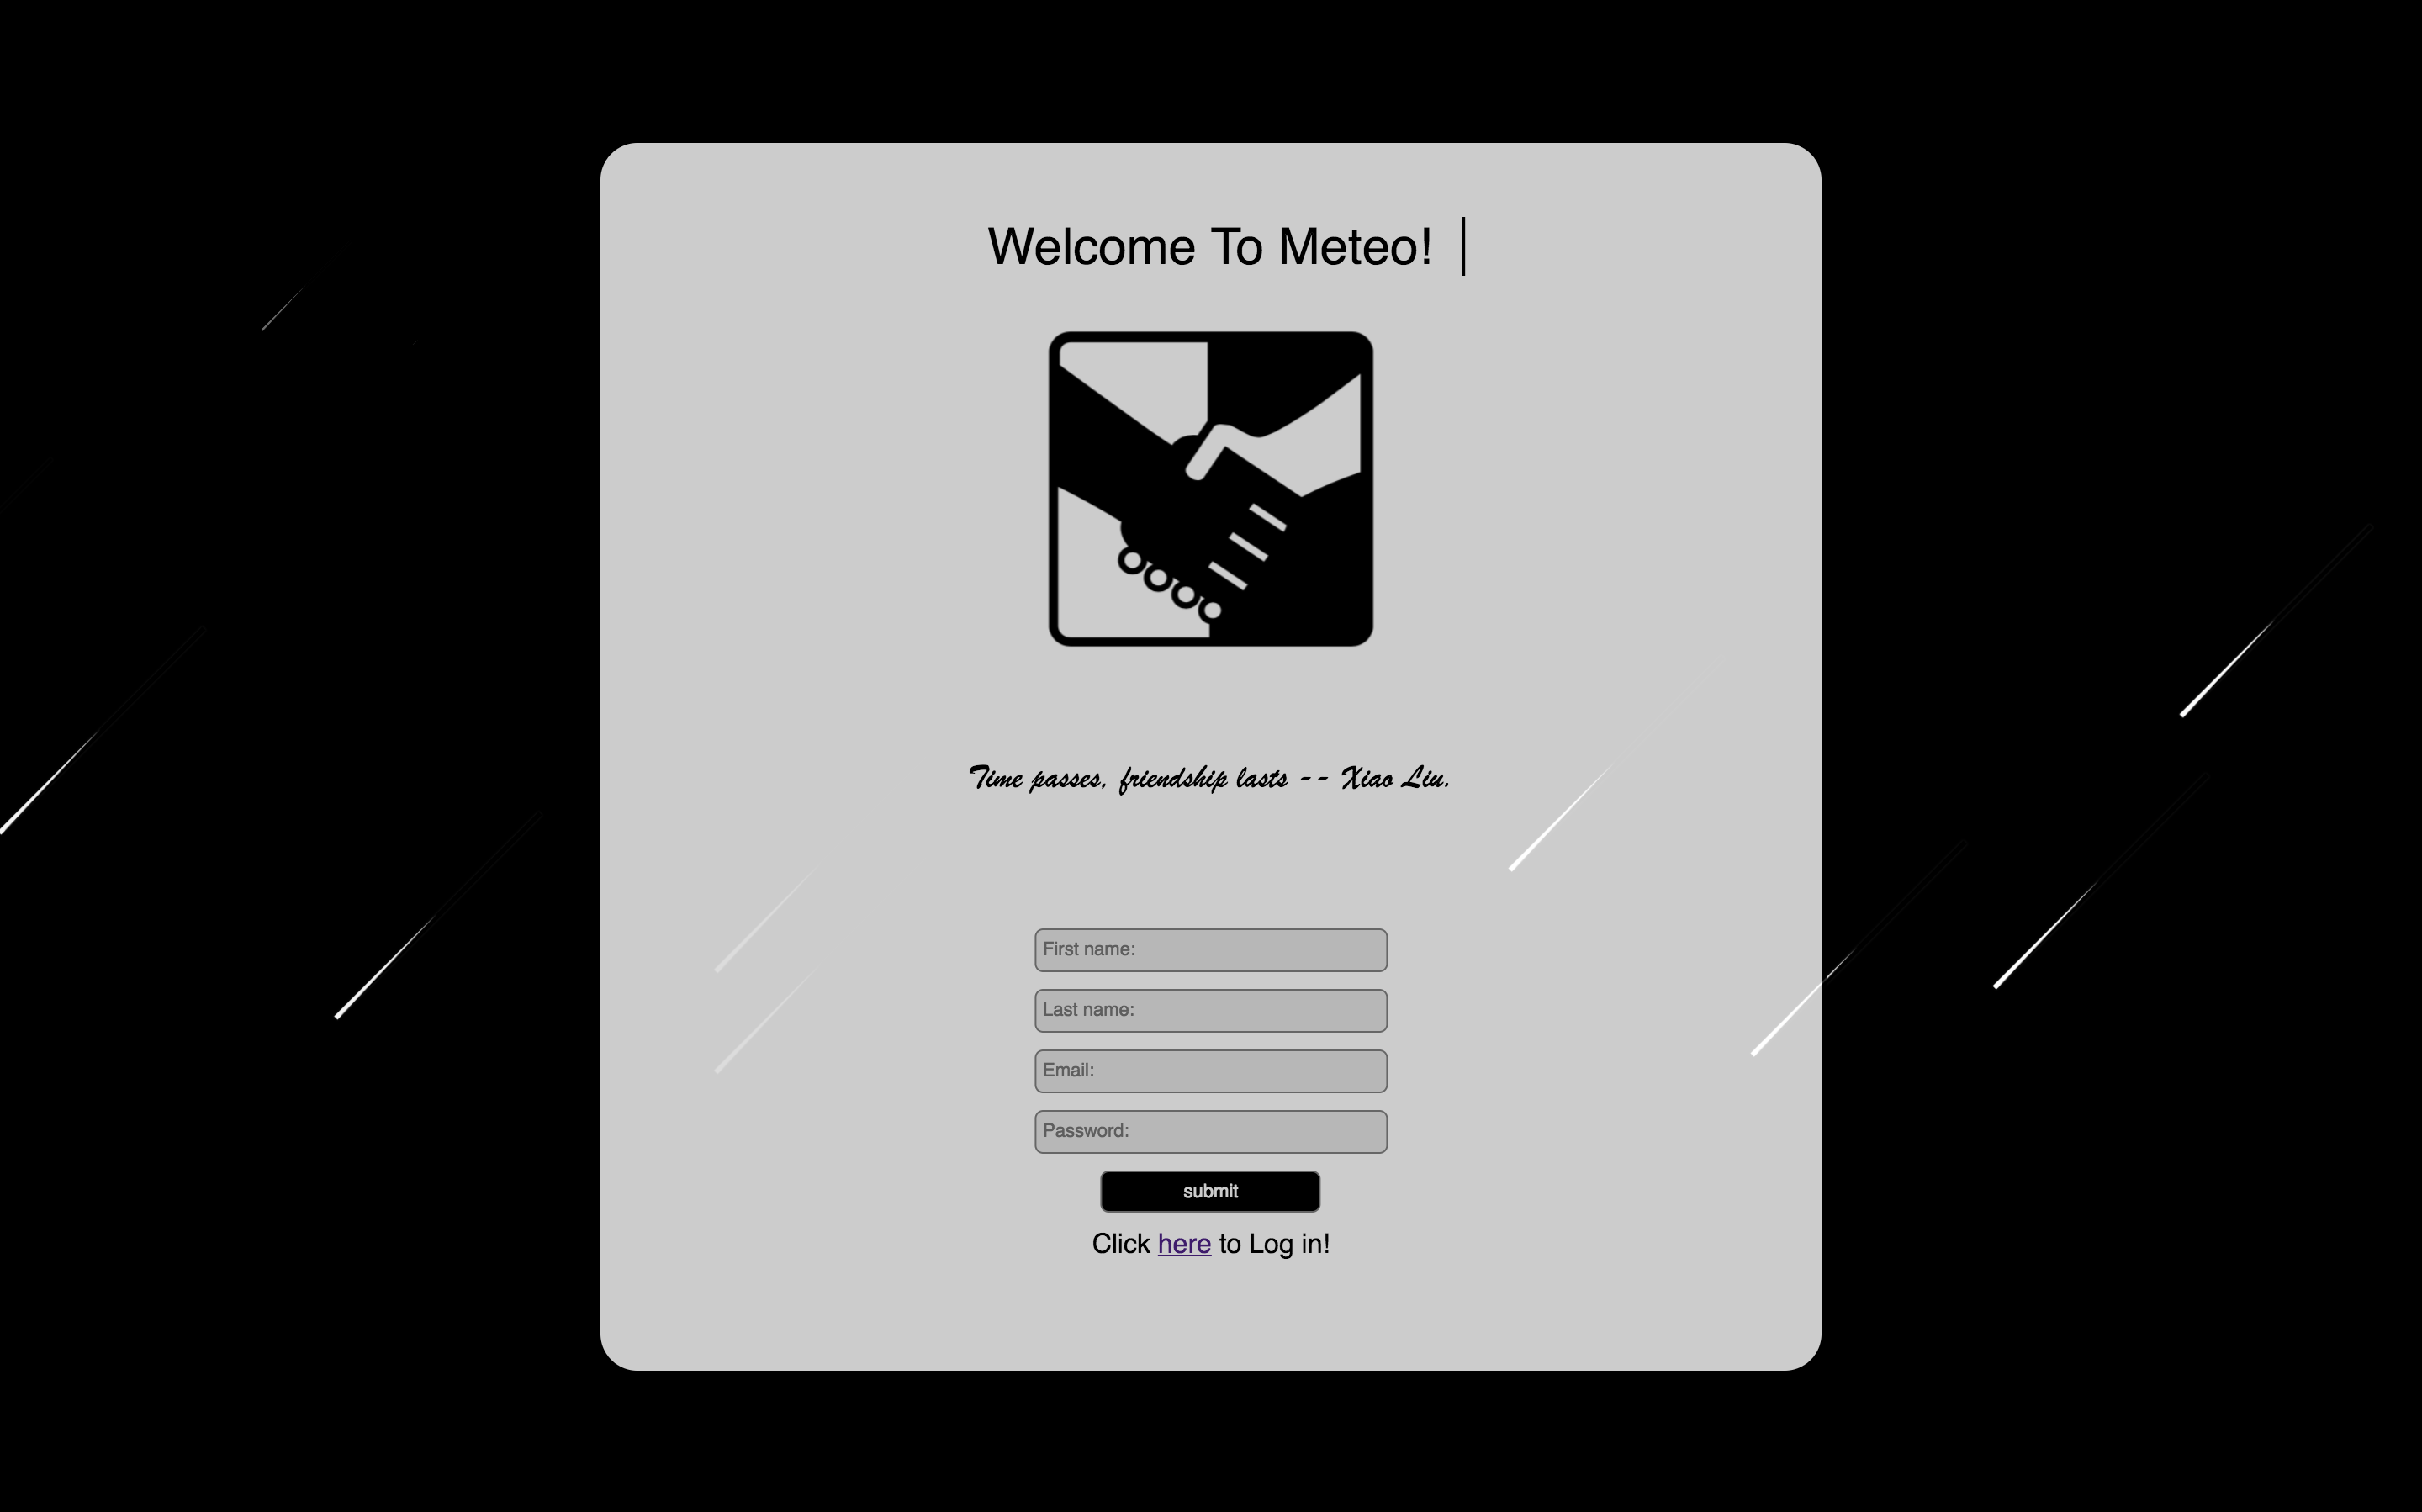 Welcome To Meteo!
Time passes, friendship lasts -- Xiao Liu.
First name:
Last name:
Email:
Password:
submit
Click here to Log in!